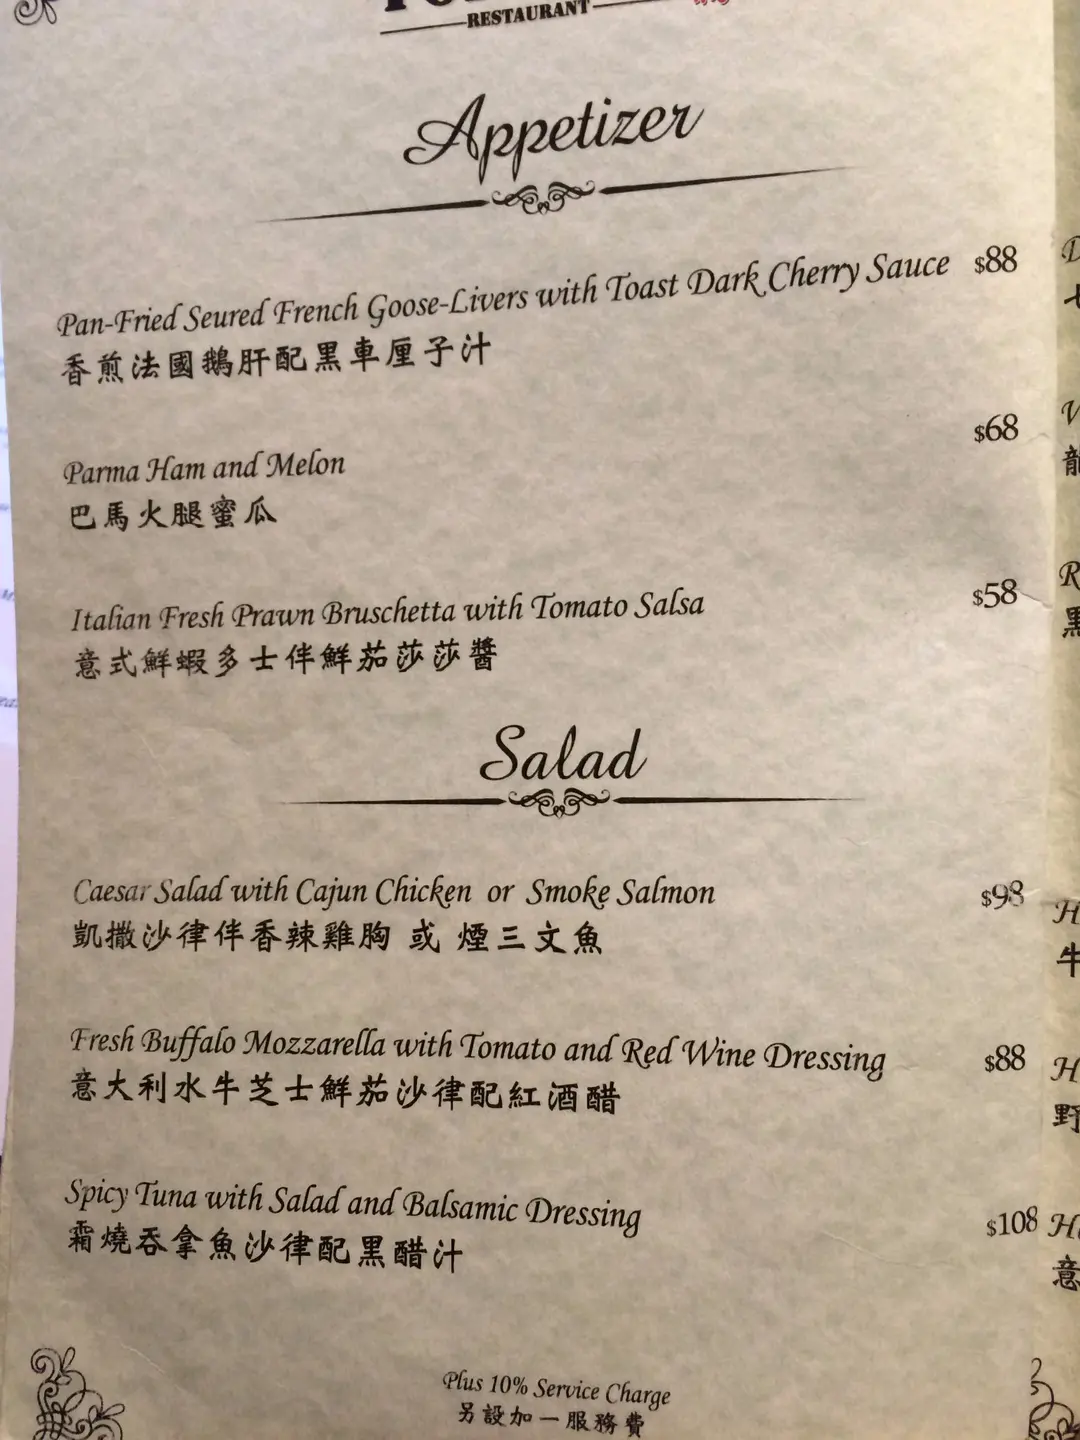 RESTAURANT
Appetizer
Pan-Fried Seured French Goose-Livers with Toast Dark Cherry Sauce $88
香煎法國鵝肝配黑車厘子汁
Parma Ham and Melon $68
巴馬火腿蜜瓜
Italian Fresh Prawn Bruschetta with Tomato Salsa $58
意式鮮蝦多士伴鮮茄莎莎醬
Salad
Caesar Salad with Cajun Chicken or Smoke Salmon $98
凱撒沙律伴香辣雞胸 或 煙三文魚
Fresh Buffalo Mozzarella with Tomato and Red Wine Dressing $88
意大利水牛芝士鮮茄沙律配紅酒醋
Spicy Tuna with Salad and Balsamic Dressing $108
霜燒吞拿魚沙律配黑醋汁
Plus 10% Service Charge
另設加一服務費